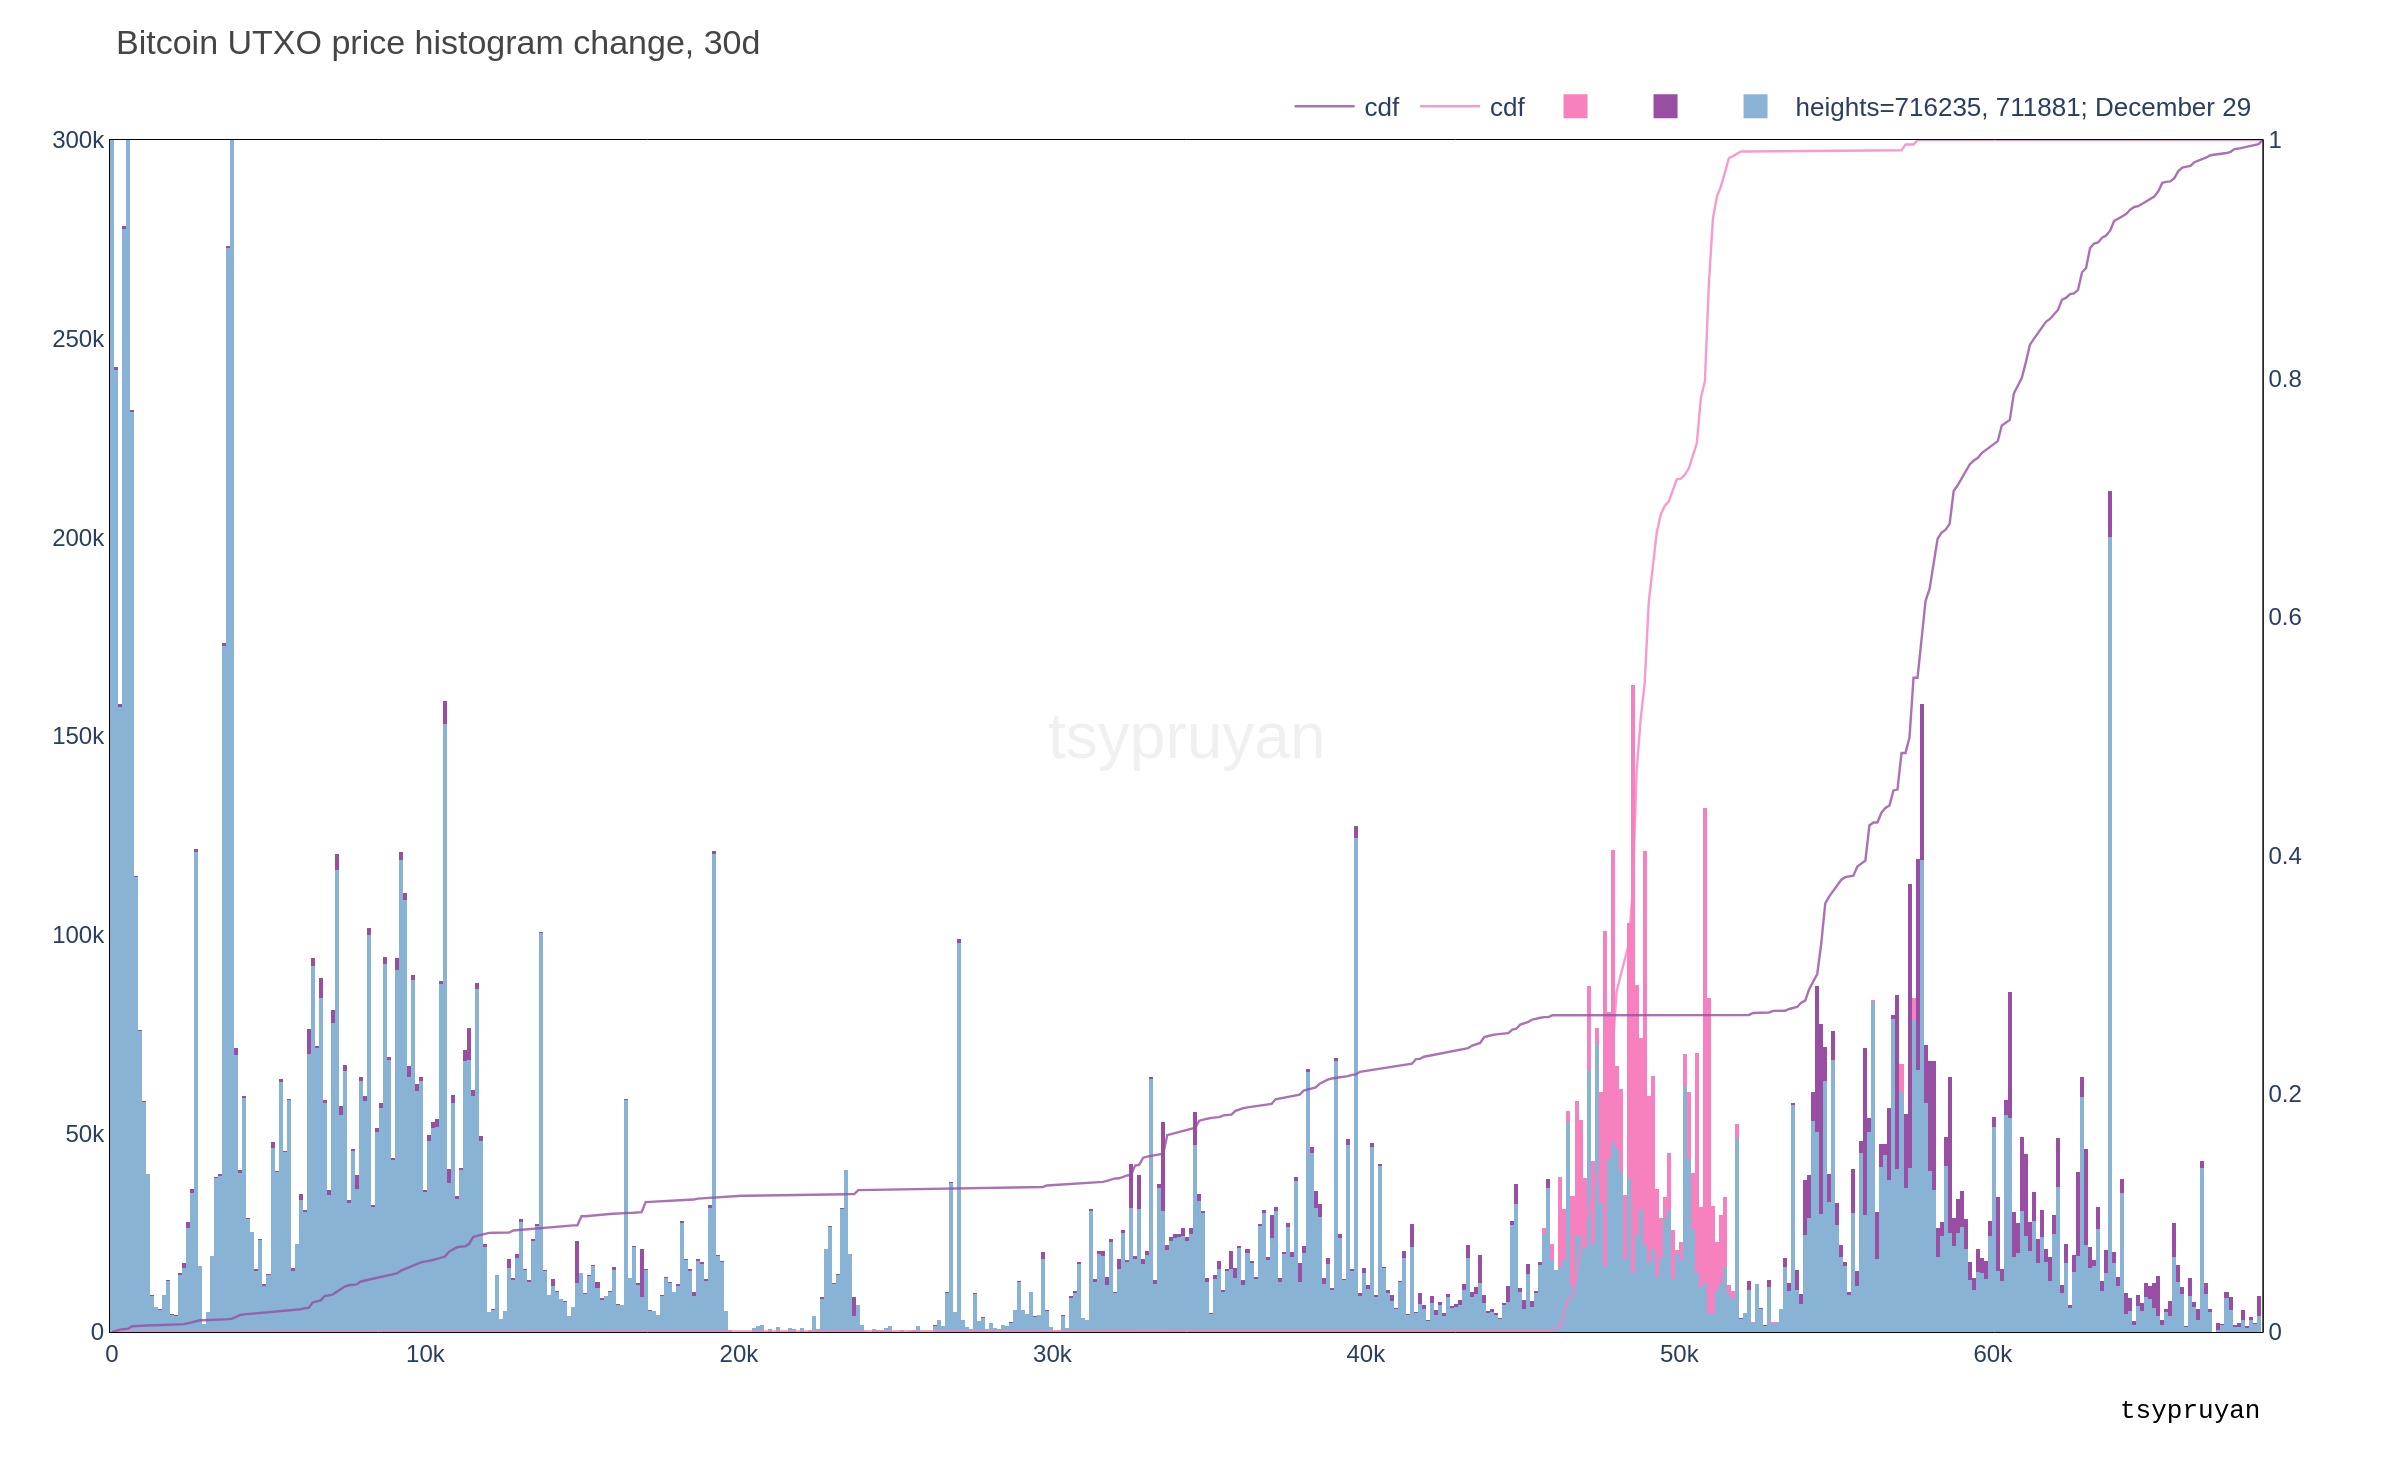 Bitcoin UTXO price histogram change, 30d
cdf cdf heights=716235, 711881; December 29
300k
250k
200k
150k
100k
50k
0
1
0.8
0.6
0.4
0.2
0
tsypruyan
0 10k 20k 30k 40k 50k 60k
tsypruyan